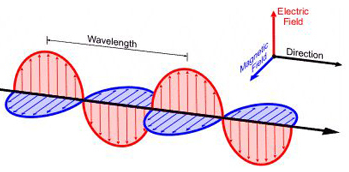 Wavelength
Electric
Field
Magnetic
Field
Direction